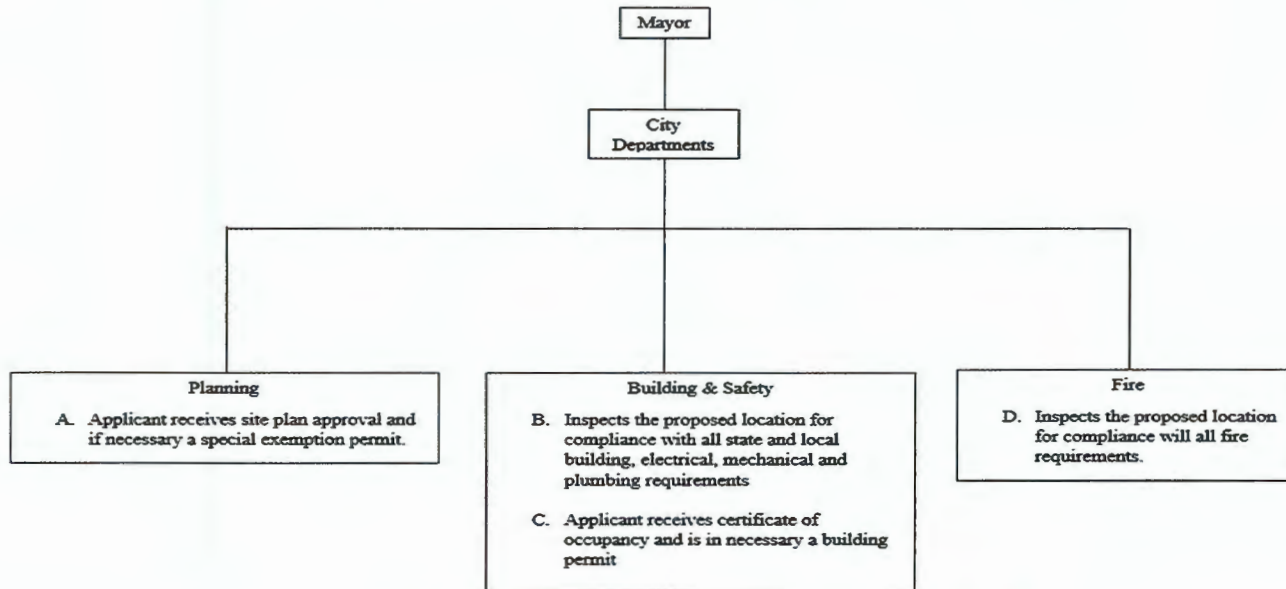 Mayor
City
Departments
Planning
A. Applicant receives site plan approval and
if necessary a special exemption permit.
Building & Safety
B. Inspects the proposed location for
compliance with all state and local
building, electrical, mechanical and
plumbing requirements
C. Applicant receives certificate of
occupancy and is in necessary a building
permit
Fire
D. Inspects the proposed location
for compliance will all fire
requirements.